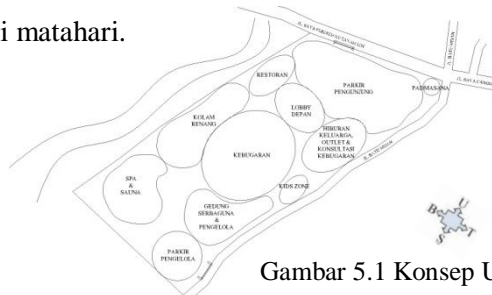 i matahari.
RESTORAN
PARKIR
PENGUNJUNG
PADMASANA
LOBBY
DEPAN
KOLAM
RENANG
HIBURAN
KELUARGA,
OUTLET &
KONSULTASI
KEBUGARAN
KEBUGARAN
SPA
&
SAUNA
KIDS ZONE
GEDUNG
SERBAGUNA
&
PENGELOLA
PARKIR
PENGELOLA
B U
S T
Gambar 5.1 Konsep U